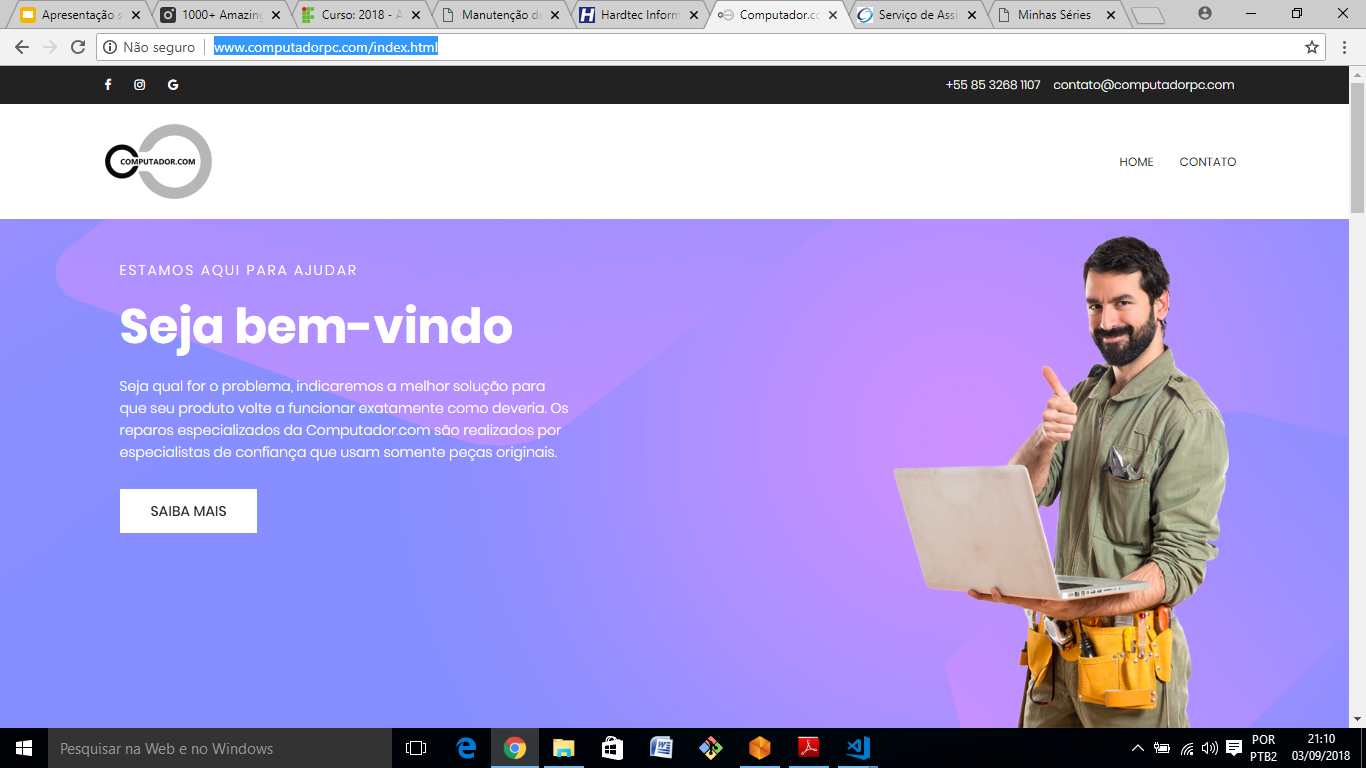 Apresentação s
1000+ Amazing
Curso: 2018 - A
Manutenção de
Hardtec Inform
Computador.co
Serviço de Assi
Minhas Séries
Não seguro
www.computadorpc.com/index.html
+55 85 3268 1107 contato@computadorpc.com
COMPUTADOR.COM
HOME CONTATO
ESTAMOS AQUI PARA AJUDAR
Seja bem-vindo
Seja qual for o problema, indicaremos a melhor solução para
que seu produto volte a funcionar exatamente como deveria. Os
reparos especializados da Computador.com são realizados por
especialistas de confiança que usam somente peças originais.
SAIBA MAIS
Pesquisar na Web e no Windows
POR
PTB2
21:10
03/09/2018